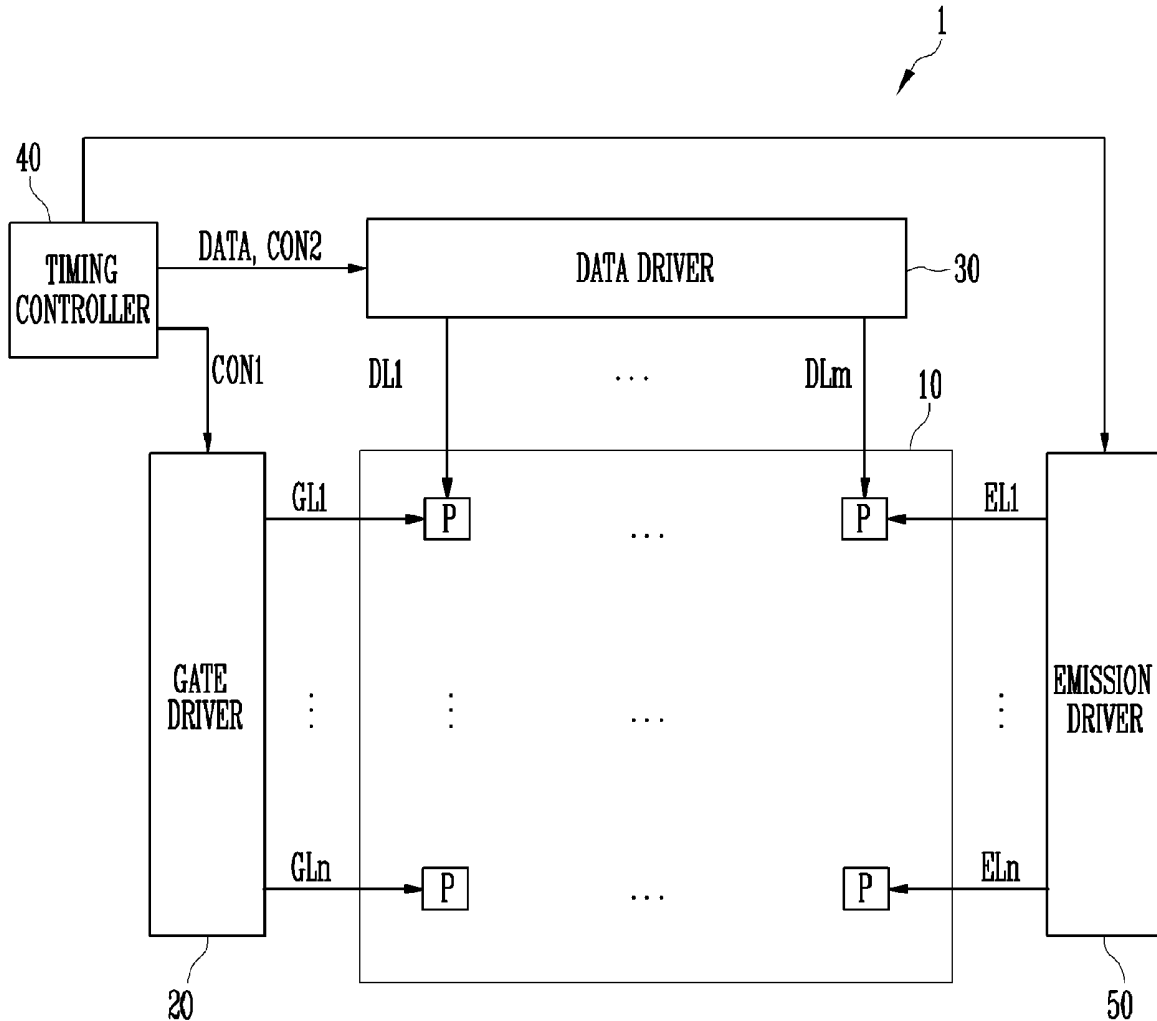 1
40
TIMING
CONTROLLER
DATA, CON2
DATA DRIVER
30
CON1
DL1
...
DLm
10
GL1
P
...
P
EL1
GATE
DRIVER
...
EMISSION
DRIVER
GLn
P
...
P
ELn
20
50